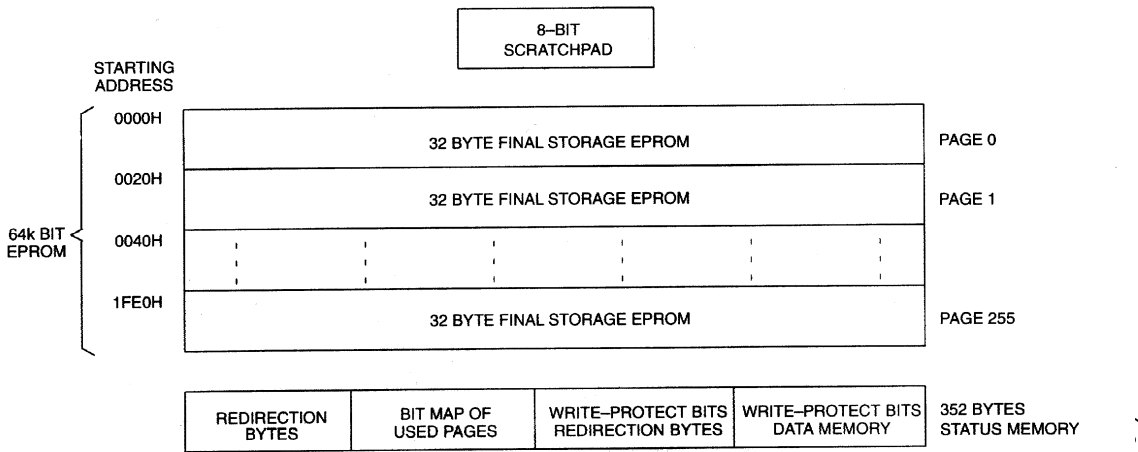 8–BIT
SCRATCHPAD
STARTING
ADDRESS
0000H
32 BYTE FINAL STORAGE EPROM
PAGE 0
0020H
32 BYTE FINAL STORAGE EPROM
PAGE 1
64k BIT
EPROM
0040H
1FE0H
32 BYTE FINAL STORAGE EPROM
PAGE 255
REDIRECTION
BYTES
BIT MAP OF
USED PAGES
WRITE–PROTECT BITS
REDIRECTION BYTES
WRITE–PROTECT BITS
DATA MEMORY
352 BYTES
STATUS MEMORY